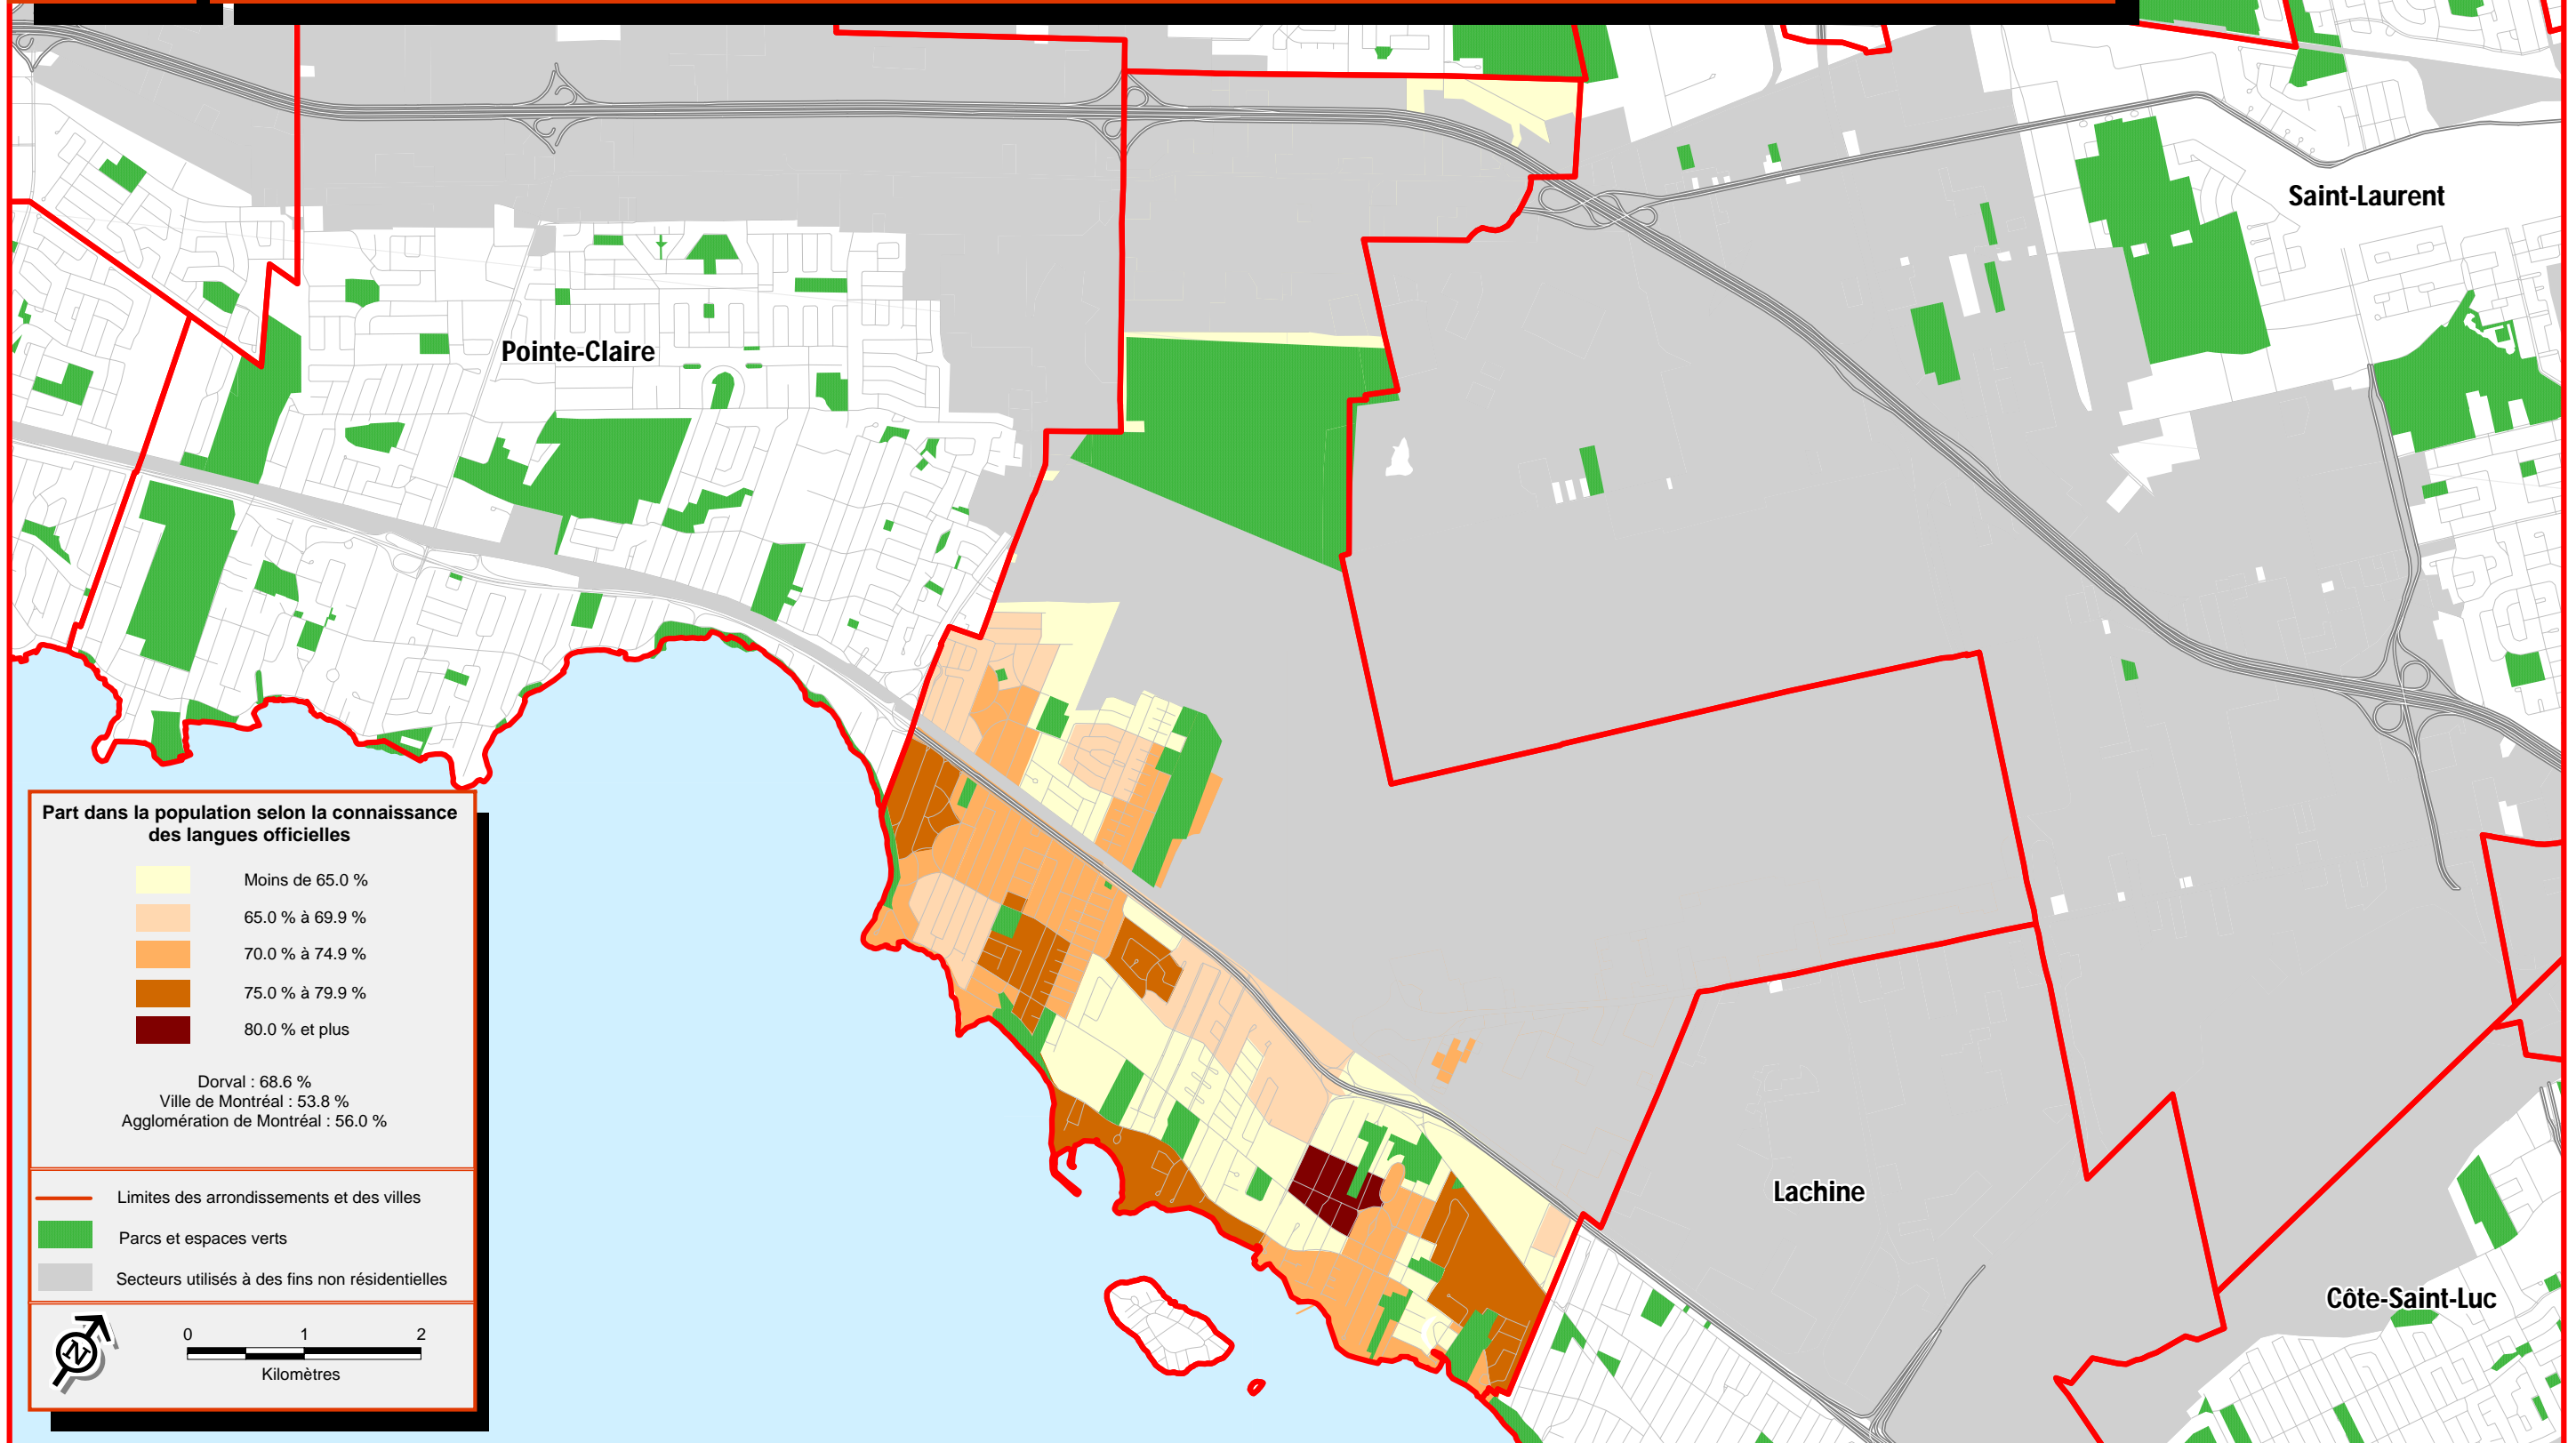 Saint-Laurent
Pointe-Claire
Part dans la population selon la connaissance
des langues officielles
Moins de 65.0 %
65.0 % à 69.9 %
70.0 % à 74.9 %
75.0 % à 79.9 %
80.0 % et plus
Dorval : 68.6 %
Ville de Montréal : 53.8 %
Agglomération de Montréal : 56.0 %
Lachine
Limites des arrondissements et des villes
Parcs et espaces verts
Secteurs utilisés à des fins non résidentielles
Côte-Saint-Luc
N
0 1 2
Kilomètres